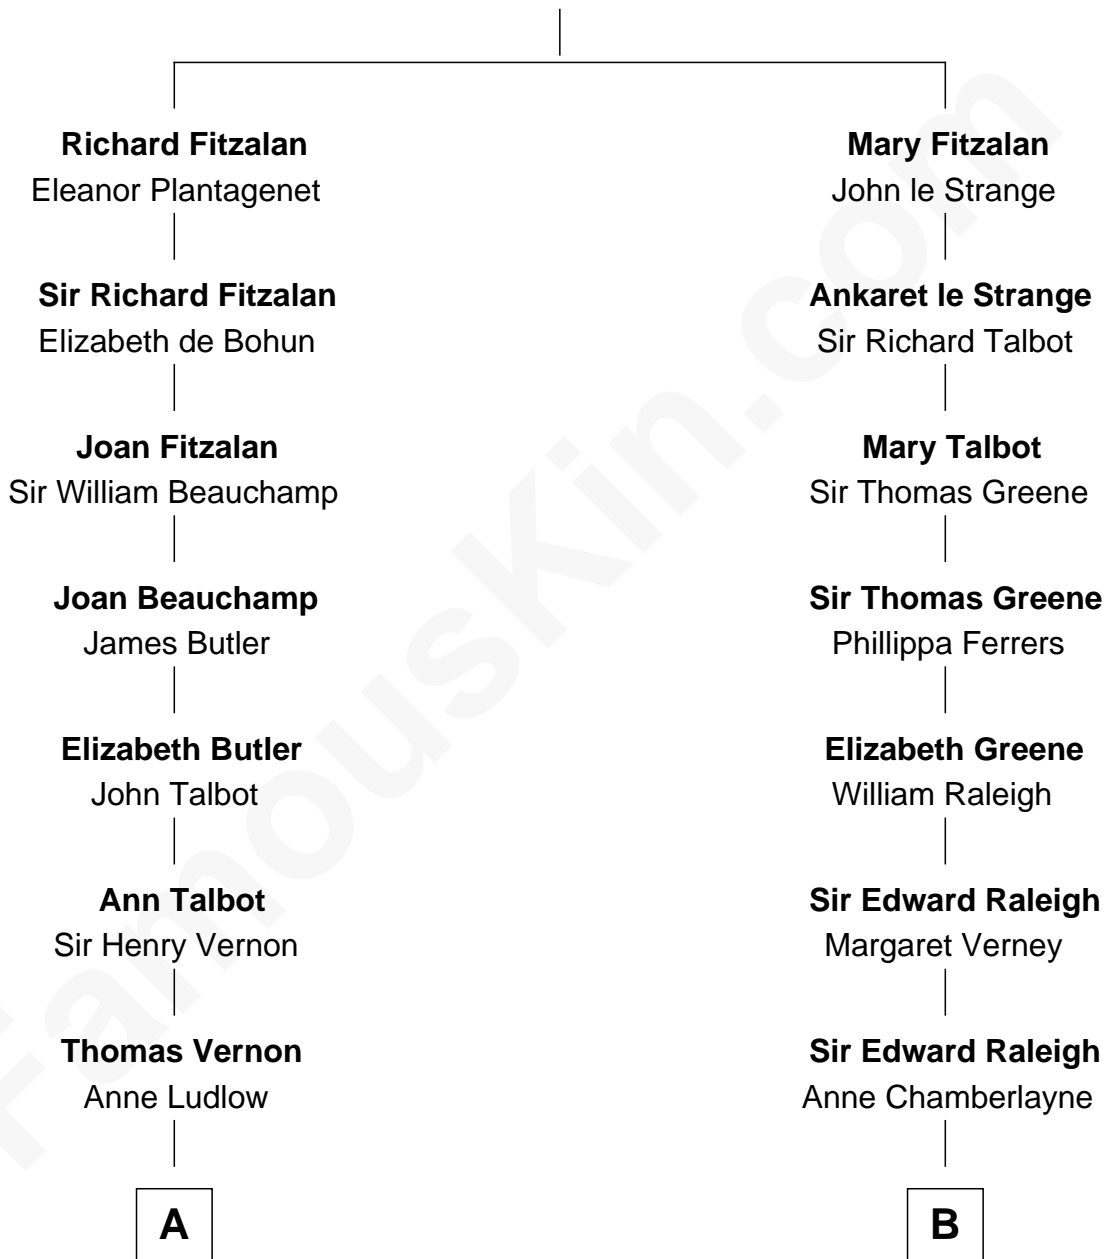 Richard Fitzalan
Eleanor Plantagenet
Sir Richard Fitzalan
Elizabeth de Bohun
Joan Fitzalan
Sir William Beauchamp
Joan Beauchamp
James Butler
Elizabeth Butler
John Talbot
Ann Talbot
Sir Henry Vernon
Thomas Vernon
Anne Ludlow
A
Mary Fitzalan
John le Strange
Ankaret le Strange
Sir Richard Talbot
Mary Talbot
Sir Thomas Greene
Sir Thomas Greene
Phillippa Ferrers
Elizabeth Greene
William Raleigh
Sir Edward Raleigh
Margaret Verney
Sir Edward Raleigh
Anne Chamberlayne
B
FamousKin.com